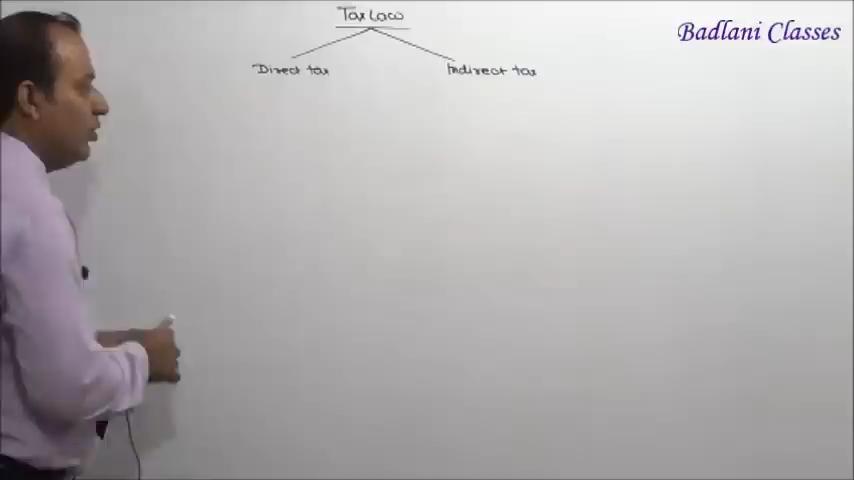 Tax Law
Badlani Classes
Direct tax
Indirect tax